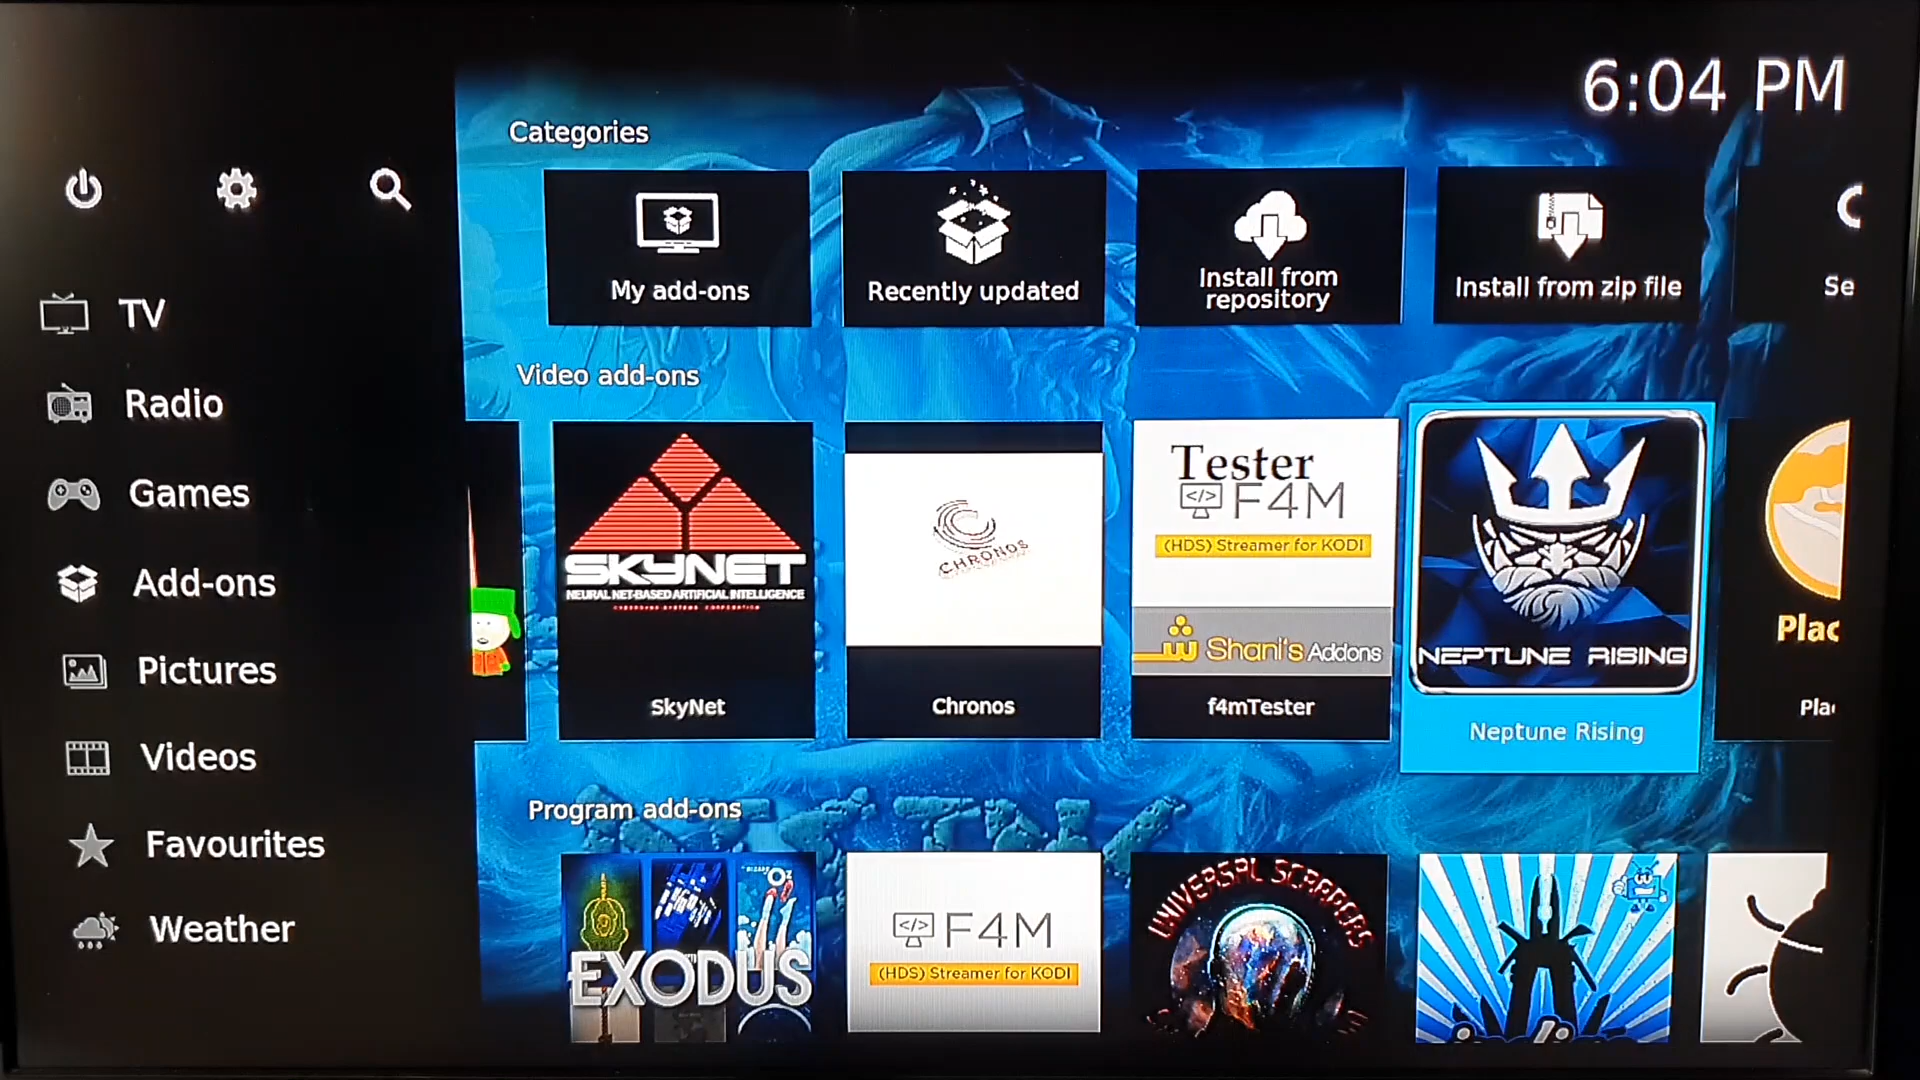 6:04 PM
Categories
My add-ons
Recently updated
Install from
repository
Install from zip file
Se
TV
Radio
Games
Add-ons
Pictures
Videos
Favourites
Weather
Video add-ons
SKYNET
NEURAL NET-BASED ARTIFICIAL INTELLIGENCE
SkyNet
CHRONOS
Chronos
Tester
</> F4M
(HDS) Streamer for KODI
Shani's Addons
f4mTester
NEPTUNE RISING
Neptune Rising
Plac
Plac
Program add-ons
EXODUS
</> F4M
(HDS) Streamer for KODI
UNIVERSAL SCRAPERS